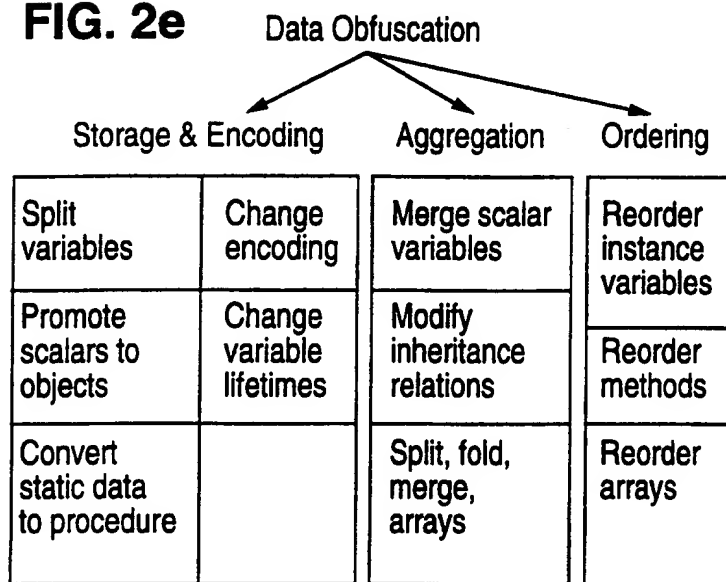 FIG. 2e
Data Obfuscation
Storage & Encoding
Aggregation
Ordering
Split
variables
Change
encoding
Merge scalar
variables
Reorder
instance
variables
Promote
scalars to
objects
Change
variable
lifetimes
Modify
inheritance
relations
Reorder
methods
Convert
static data
to procedure
Split, fold,
merge,
arrays
Reorder
arrays